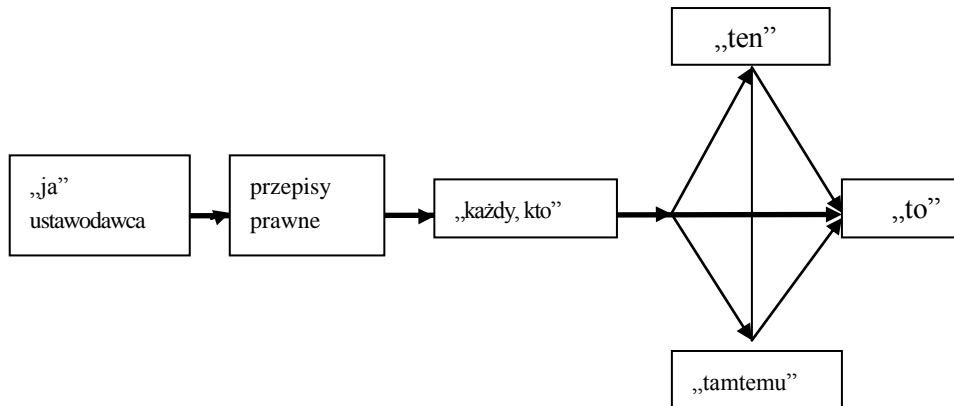 „ten”
„ja”
ustawodawca
przepisy
prawne
„każdy, kto”
„to”
„tamtemu”